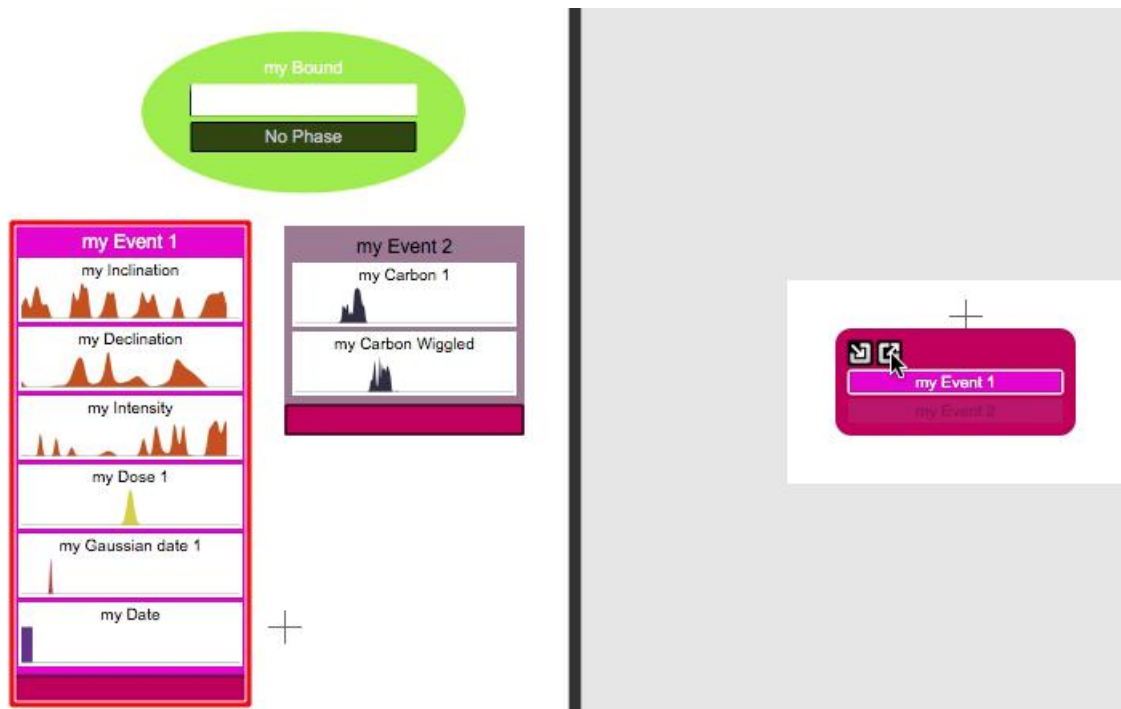 my Bound
No Phase
my Event 1
my Inclination
my Declination
my Intensity
my Dose 1
my Gaussian date 1
my Date
my Event 2
my Carbon 1
my Carbon Wiggled
my Event 1
my Event 2